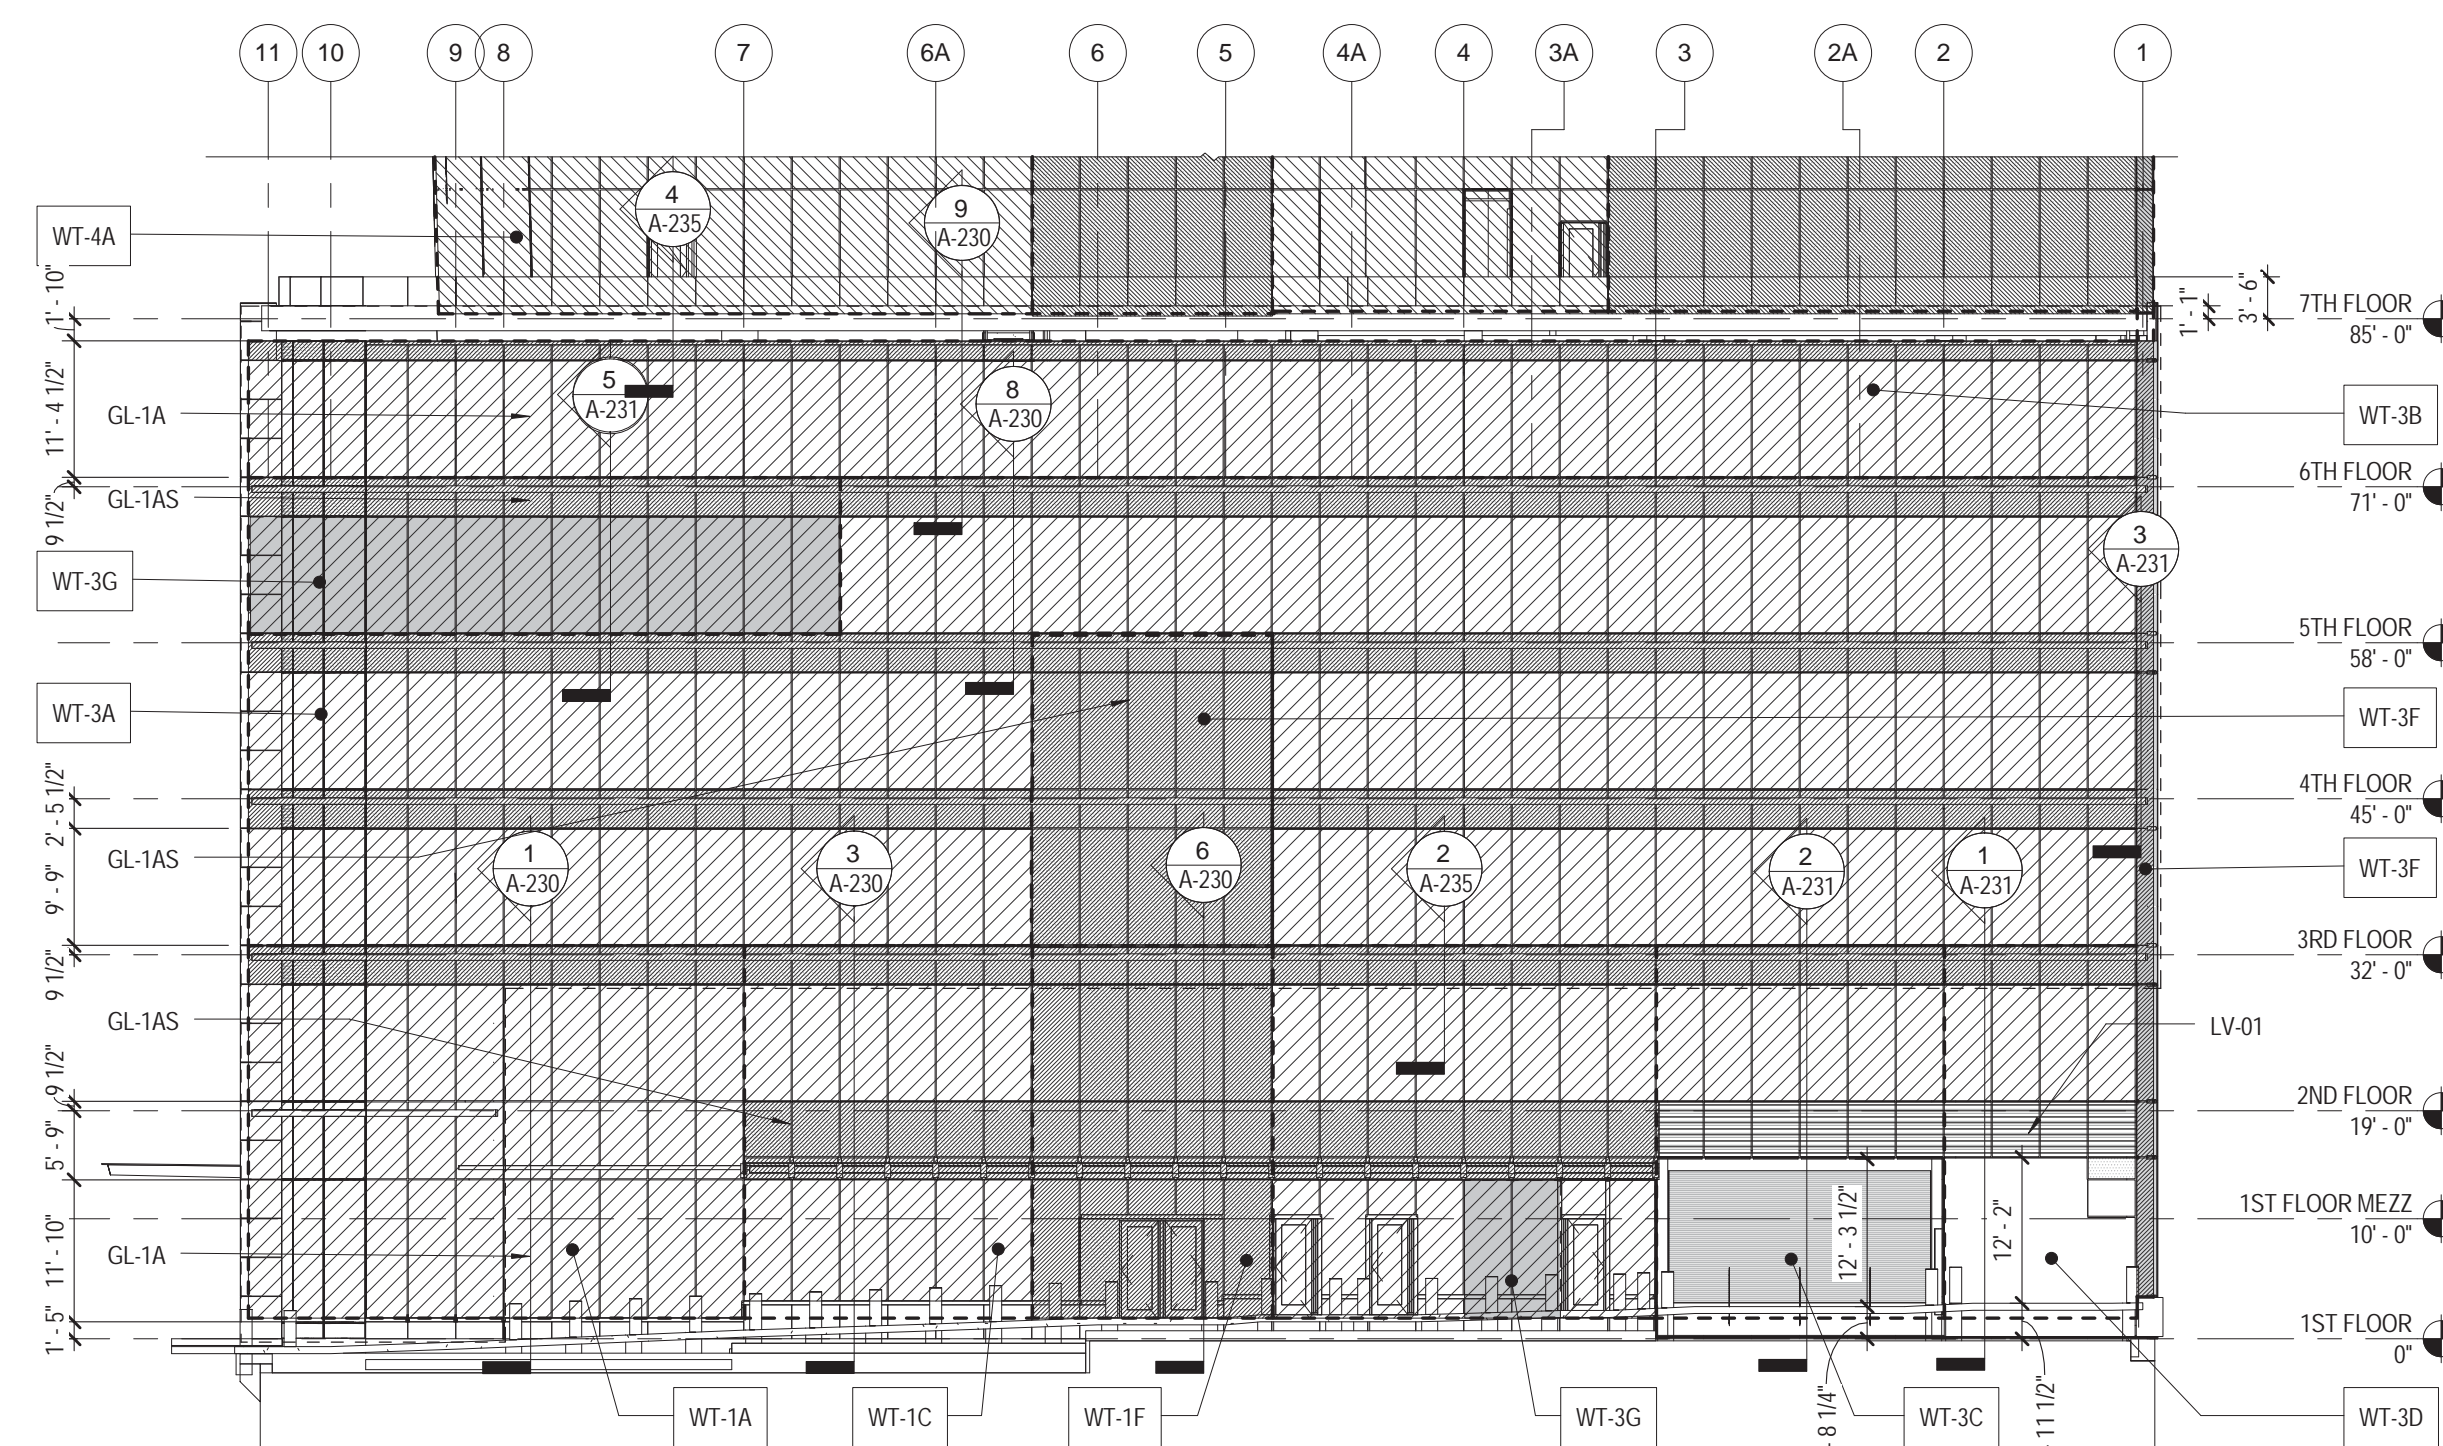 11 10 9 8 7 6A 6 5 4A 4 3A 3 2A 2 1
4
A-235
9
A-230
WT-4A
1' - 10"
1' - 1"
3' - 6"
7TH FLOOR
85' - 0"
5
A-231
8
A-230
GL-1A
11' - 4 1/2"
WT-3B
GL-1AS
9 1/2"
6TH FLOOR
71' - 0"
3
A-231
WT-3G
5TH FLOOR
58' - 0"
WT-3A
WT-3F
2' - 5 1/2"
4TH FLOOR
45' - 0"
GL-1AS
9' - 9"
1
A-230
3
A-230
6
A-230
2
A-235
2
A-231
1
A-231
WT-3F
9 1/2"
3RD FLOOR
32' - 0"
GL-1AS
LV-01
9 1/2"
2ND FLOOR
19' - 0"
5' - 9"
12' - 3 1/2"
12' - 2"
1ST FLOOR MEZZ
10' - 0"
GL-1A
11' - 10"
1' - 5"
1ST FLOOR
0"
- 8 1/4"
11 1/2"
WT-1A
WT-1C
WT-1F
WT-3G
WT-3C
WT-3D